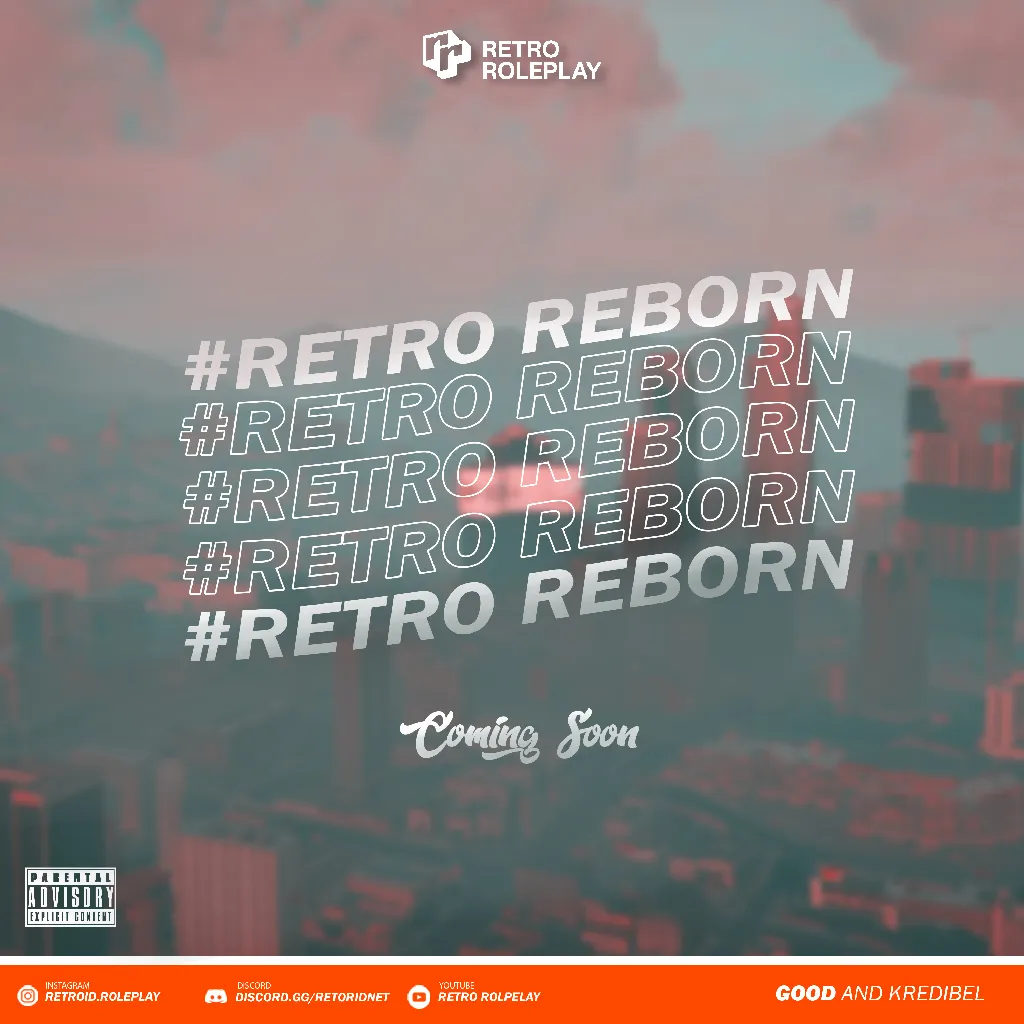 RETRO
ROLEPLAY
#RETRO REBORN
#RETRO REBORN
#RETRO REBORN
#RETRO REBORN
#RETRO REBORN
Coming Soon
PARENTAL
ADVISORY
EXPLICIT CONTENT
INSTAGRAM
RETROID.ROLEPLAY
DISCORD
DISCORD.GG/RETORIDNET
YOUTUBE
RETRO ROLPELAY
GOOD AND KREDIBEL